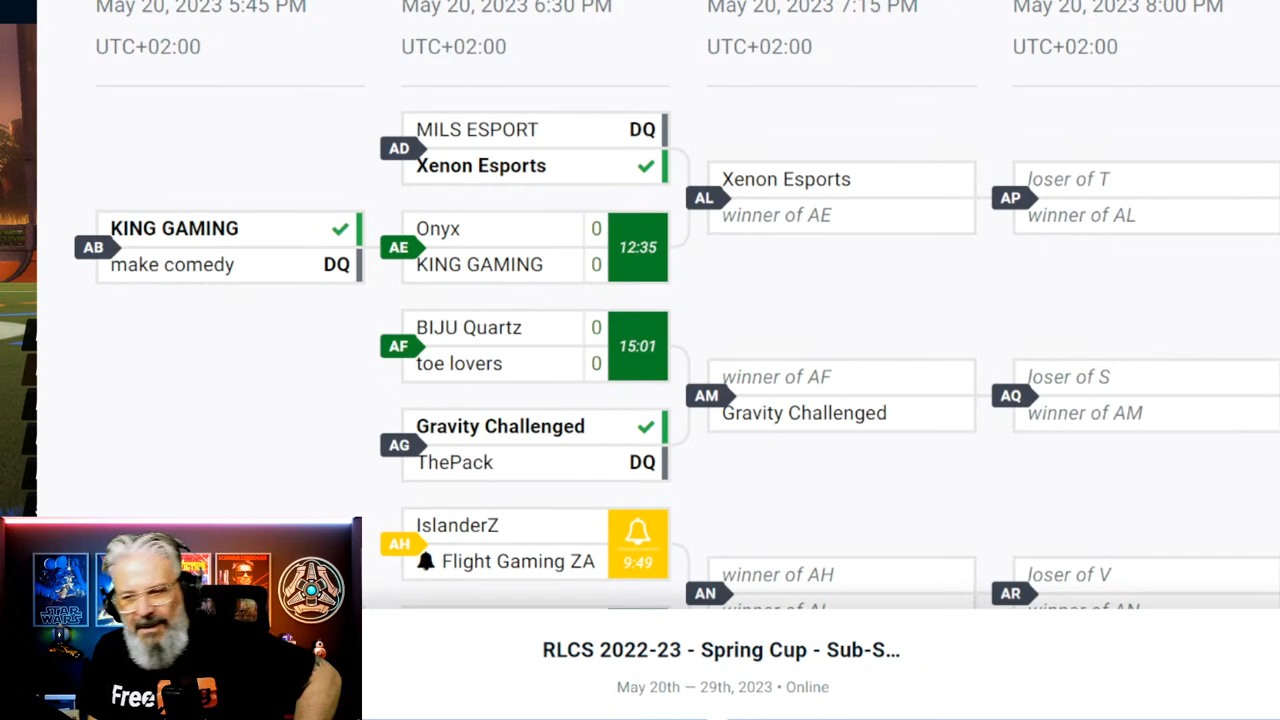 May 20, 2023 5:45 PM
UTC+02:00
May 20, 2023 6:30 PM
UTC+02:00
May 20, 2023 7:15 PM
UTC+02:00
May 20, 2023 8:00 PM
UTC+02:00
AB
KING GAMING
make comedy DQ
AD
MILS ESPORT DQ
Xenon Esports
AE
Onyx 0
KING GAMING 0
12:35
AF
BIJU Quartz 0
toe lovers 0
15:01
AG
Gravity Challenged
ThePack DQ
AH
IslanderZ
Flight Gaming ZA
9:49
AL
Xenon Esports
winner of AE
AM
winner of AF
Gravity Challenged
AN
winner of AH
AP
loser of T
winner of AL
AQ
loser of S
winner of AM
AR
loser of V
winner of AN
RLCS 2022-23 - Spring Cup - Sub-S...
May 20th — 29th, 2023 • Online
STAR
WARS
Free